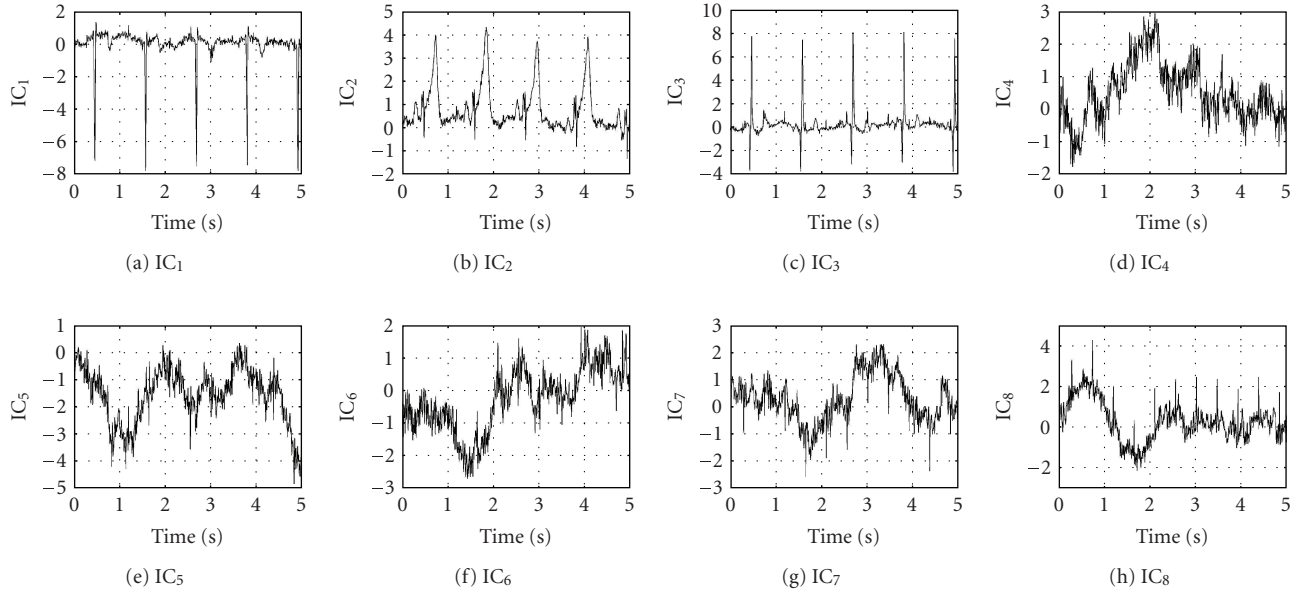 2
0
−2
−4
−6
−8
IC1
0 1 2 3 4 5
Time (s)
(a) IC1
5
4
3
2
1
0
−1
−2
IC2
0 1 2 3 4 5
Time (s)
(b) IC2
10
8
6
4
2
0
−2
−4
IC3
0 1 2 3 4 5
Time (s)
(c) IC3
3
2
1
0
−1
−2
IC4
0 1 2 3 4 5
Time (s)
(d) IC4
1
0
−1
−2
−3
−4
−5
IC5
0 1 2 3 4 5
Time (s)
(e) IC5
2
1
0
−1
−2
−3
IC6
0 1 2 3 4 5
Time (s)
(f) IC6
3
2
1
0
−1
−2
−3
IC7
0 1 2 3 4 5
Time (s)
(g) IC7
4
2
0
−2
IC8
0 1 2 3 4 5
Time (s)
(h) IC8